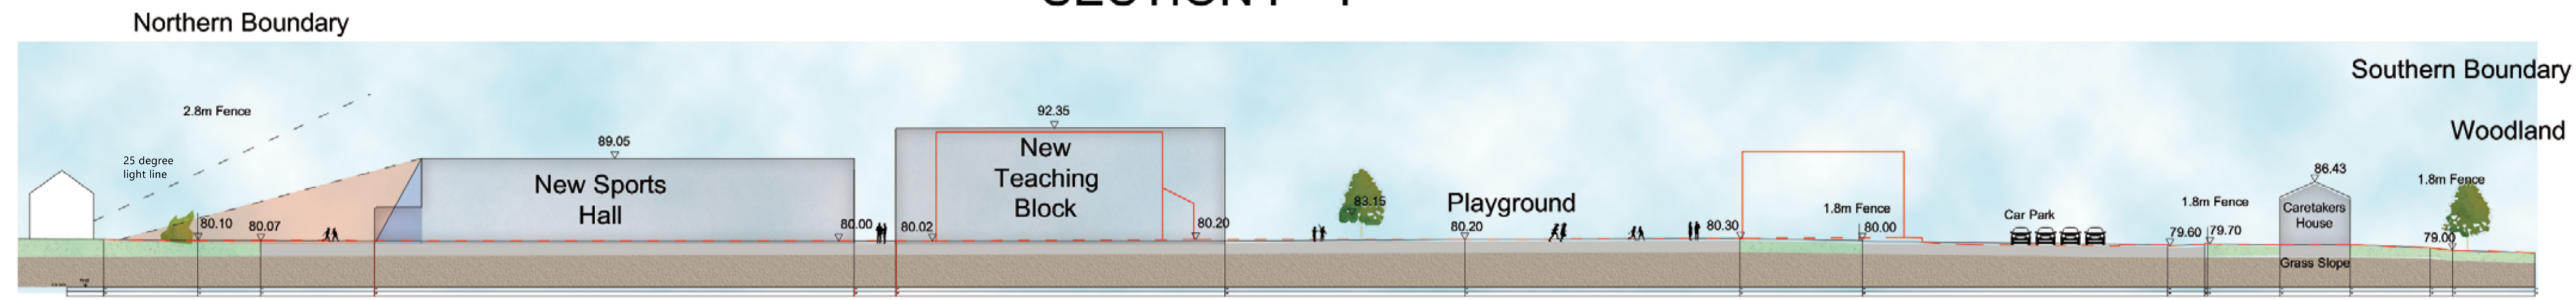 Northern Boundary
Southern Boundary
2.8m Fence
92.35
Woodland
25 degree
light line
89.05
New
Teaching
Block
86.43
New Sports
Hall
1.8m Fence
83.15
Playground
1.8m Fence
1.8m Fence
Caretakers
House
Car Park
80.10
80.07
80.00
80.02
80.20
80.20
80.30
80.00
79.60
79.70
79.00
Grass Slope